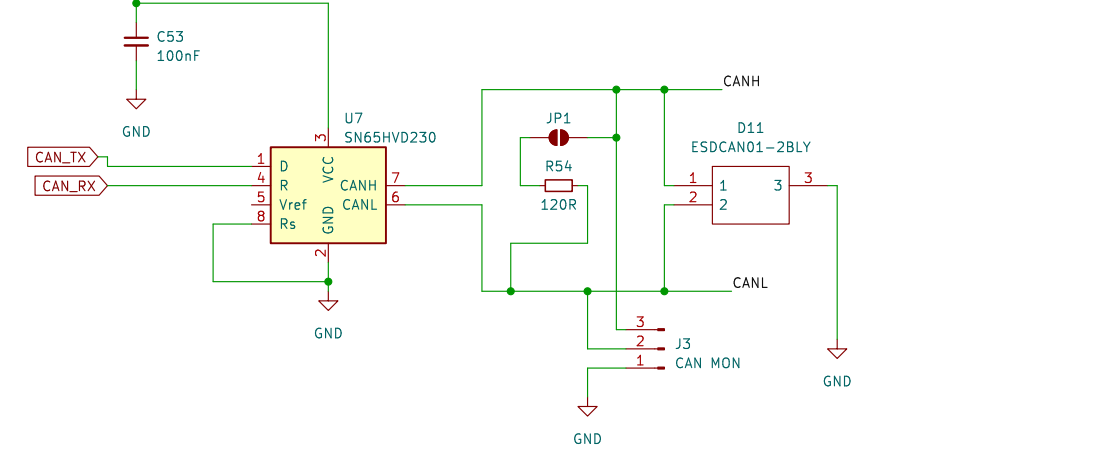 C53
100nF
GND
CANH
U7
SN65HVD230
JP1
D11
ESDCAN01-2BLY
3
CAN_TX
1 D
VCC
R54
CAN_RX
4 R
CANH 7
1 1
3 3
5 Vref
CANL 6
120R
2 2
8 Rs
GND
2
CANL
GND
3
2 J3
1 CAN MON
GND
GND